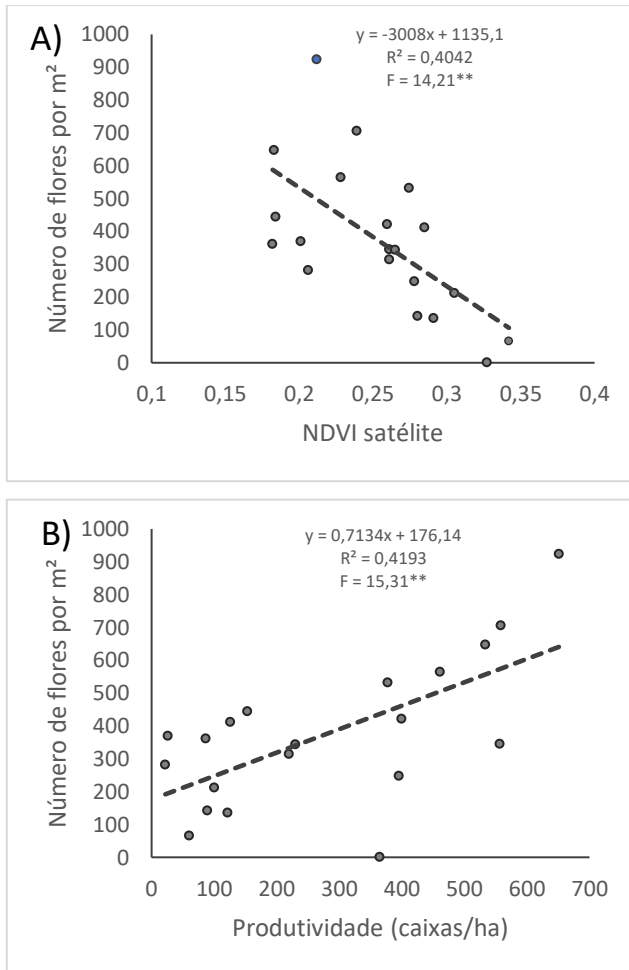 A)
y = -3008x + 1135,1
R² = 0,4042
F = 14,21**
Número de flores por m²
1000
900
800
700
600
500
400
300
200
100
0
0,1 0,15 0,2 0,25 0,3 0,35 0,4
NDVI satélite
B)
y = 0,7134x + 176,14
R² = 0,4193
F = 15,31**
Número de flores por m²
1000
900
800
700
600
500
400
300
200
100
0
0 100 200 300 400 500 600 700
Produtividade (caixas/ha)